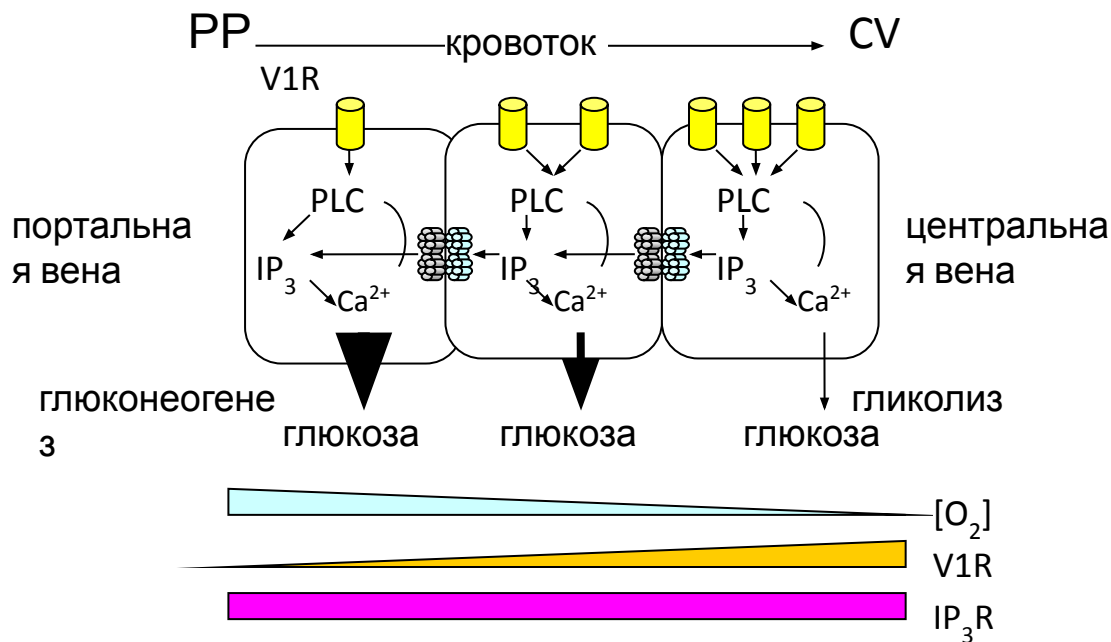 PP кровоток CV
V1R
PLC PLC PLC
портальна
я вена
центральна
я вена
IP₃ IP₃ IP₃
Ca²⁺ Ca²⁺ Ca²⁺
глюконеогене
з
гликолиз
глюкоза глюкоза глюкоза
[O₂]
V1R
IP₃R